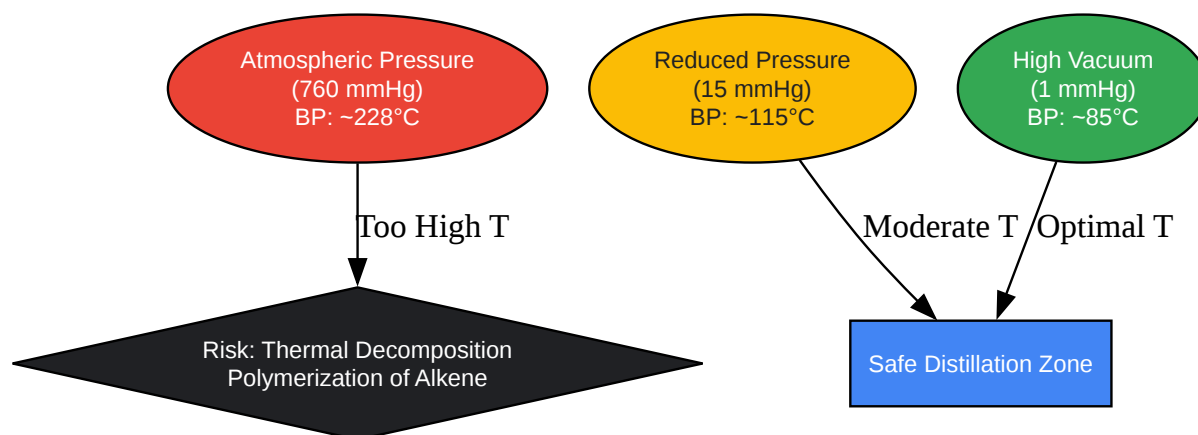 Atmospheric Pressure
(760 mmHg)
BP: ~228°C
Reduced Pressure
(15 mmHg)
BP: ~115°C
High Vacuum
(1 mmHg)
BP: ~85°C
Too High T
Moderate T
Optimal T
Risk: Thermal Decomposition
Polymerization of Alkene
Safe Distillation Zone